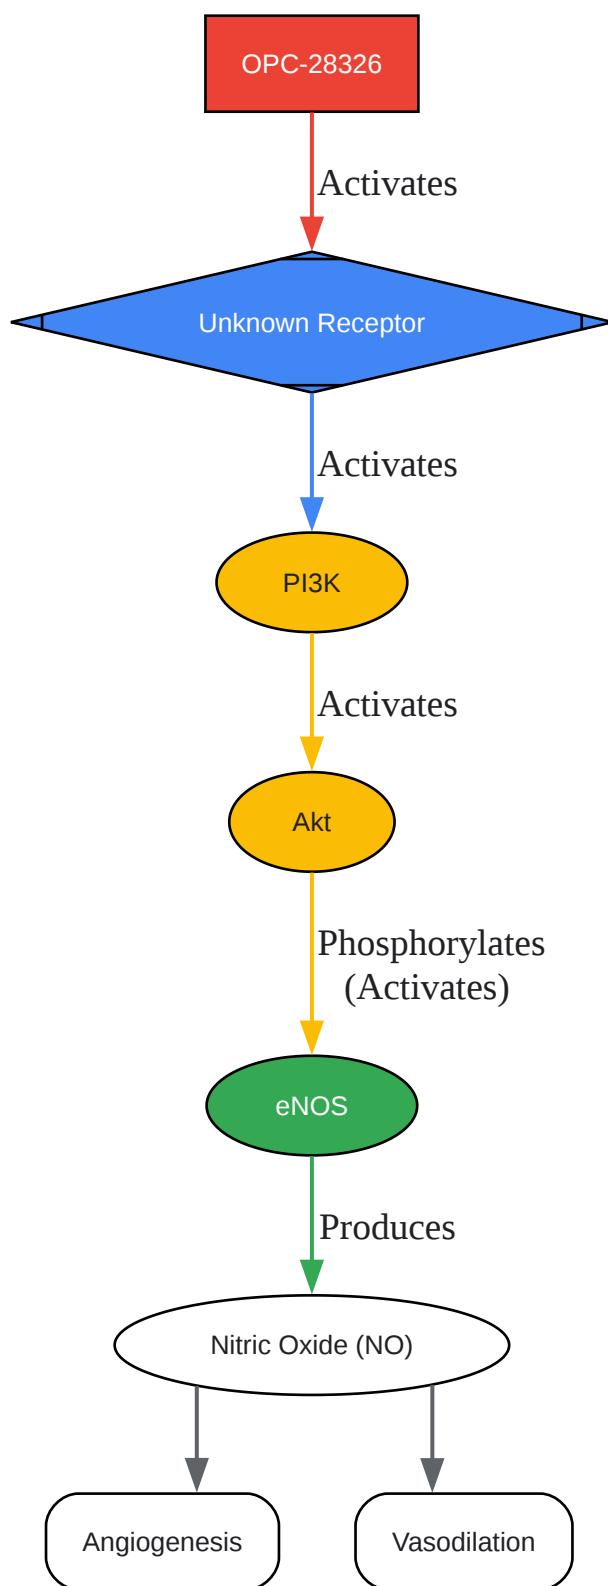 OPC-28326
Activates
Unknown Receptor
Activates
PI3K
Activates
Akt
Phosphorylates
(Activates)
eNOS
Produces
Nitric Oxide (NO)
Angiogenesis
Vasodilation